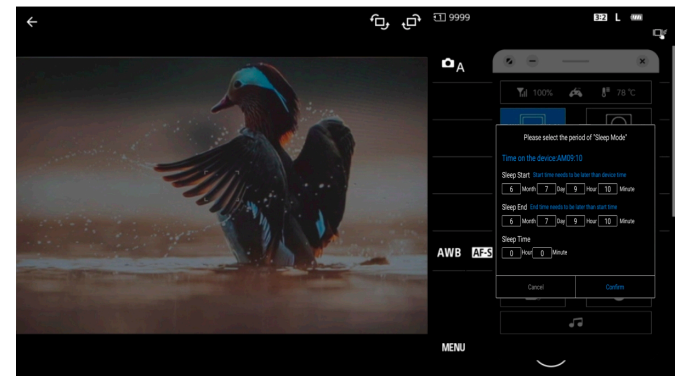 9999
3:2 L
A
100% 78 ℃
Please select the period of "Sleep Mode"
Time on the device:AM09:10
Sleep Start Start time needs to be later than device time
6 Month 7 Day 9 Hour 10 Minute
Sleep End End time needs to be later than start time
6 Month 7 Day 9 Hour 10 Minute
Sleep Time
0 Hour 0 Minute
AWB AF-S
Cancel Confirm
MENU